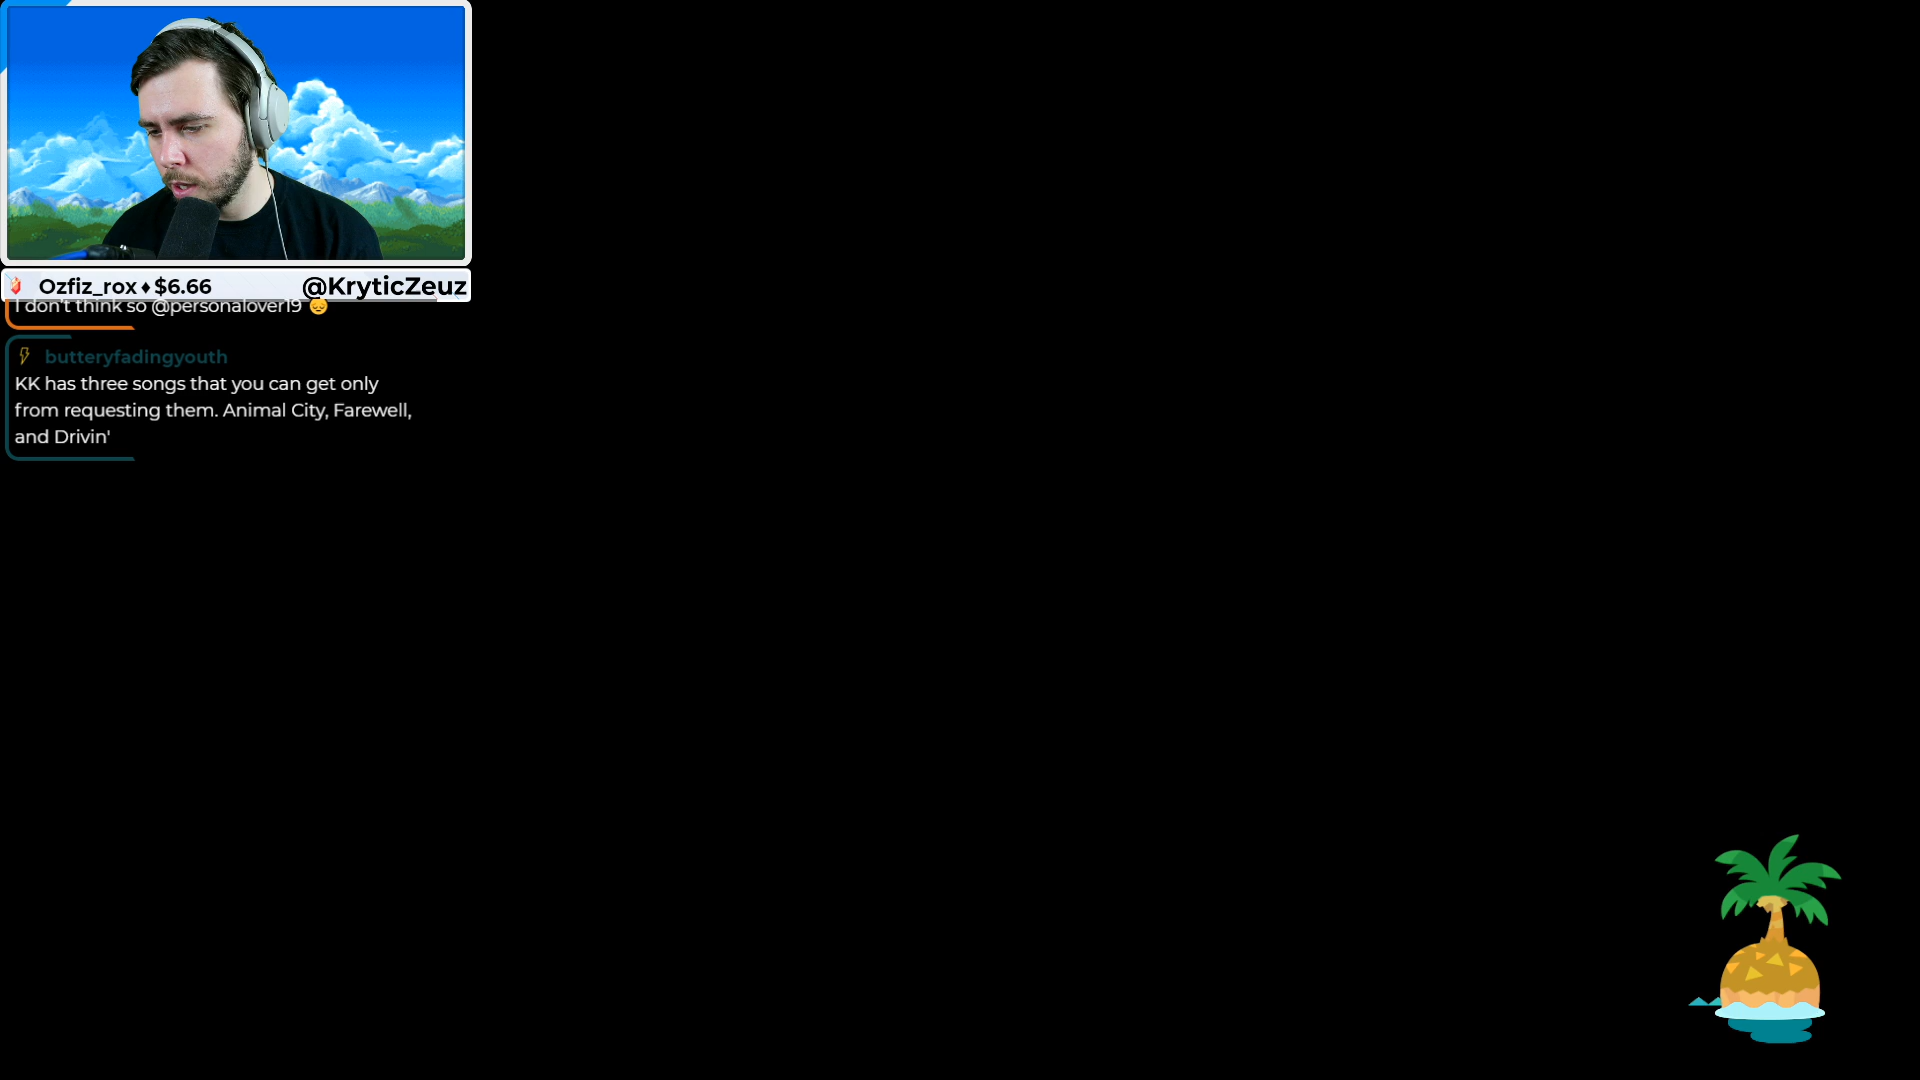 Ozfiz_rox ♦ $6.66 @KryticZeuz
I don't think so @personalover19 😔
butteryfadingyouth
KK has three songs that you can get only
from requesting them. Animal City, Farewell,
and Drivin'